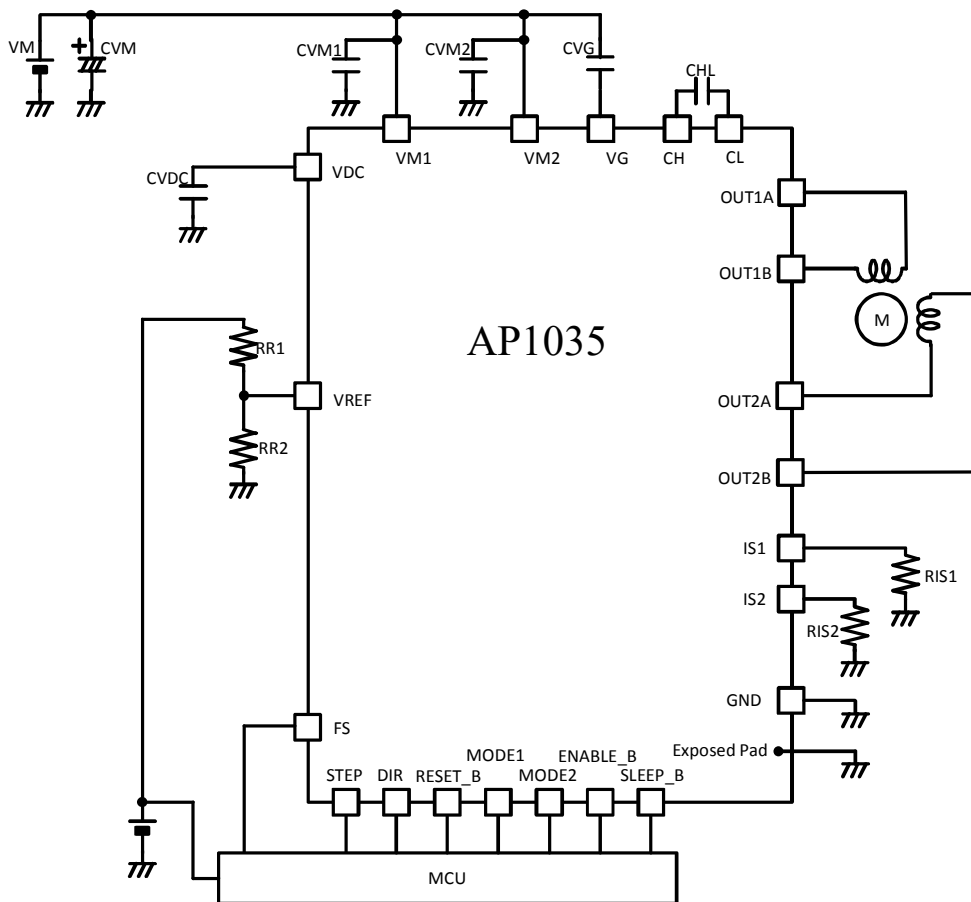 VM
+
CVM
CVM1
CVM2
CVG
CHL
VM1
VM2
VG
CH
CL
VDC
CVDC
OUT1A
OUT1B
M
AP1035
RR1
VREF
RR2
OUT2A
OUT2B
IS1
RIS1
IS2
RIS2
GND
Exposed Pad
FS
STEP
DIR
RESET_B
MODE1
MODE2
ENABLE_B
SLEEP_B
MCU